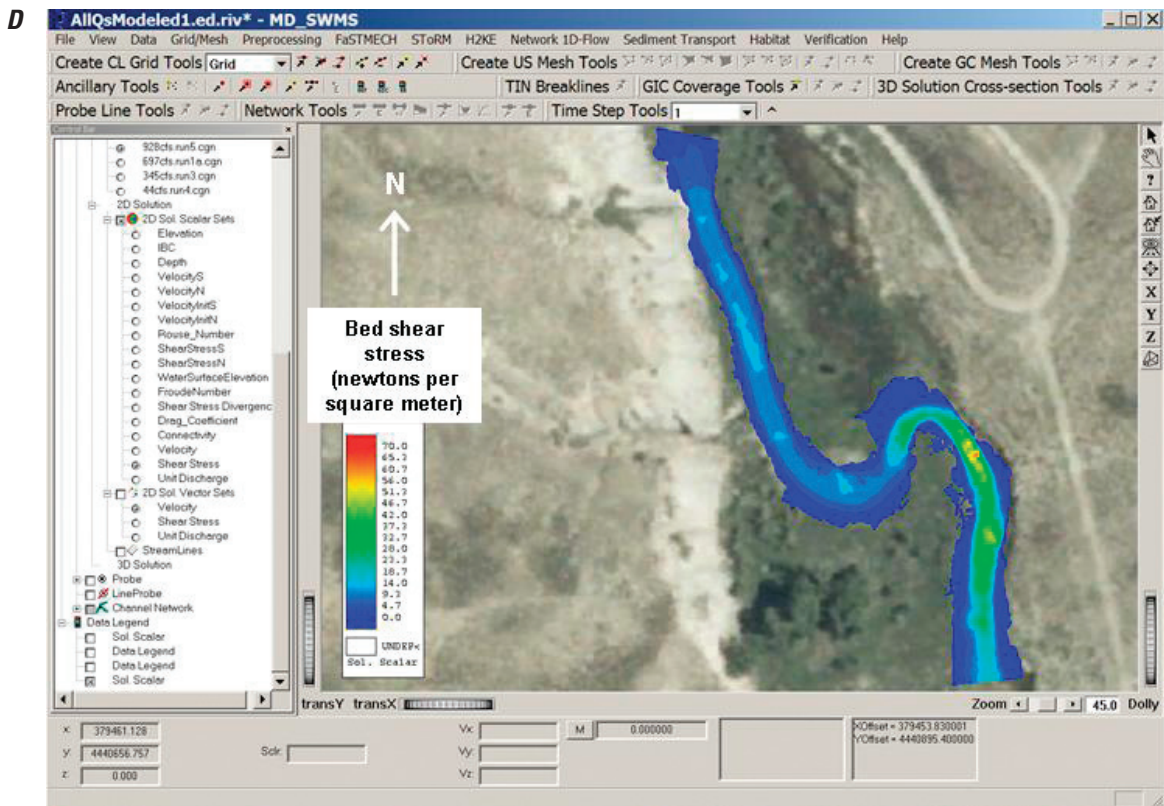 D
AllQsModeled1.ed.riv* - MD_SWMS
File View Data Grid/Mesh Preprocessing FaSTMECH SToRM H2KE Network 1D-Flow Sediment Transport Habitat Verification Help
Create CL Grid Tools Grid Create US Mesh Tools Create GC Mesh Tools
Ancillary Tools TIN Breaklines GIC Coverage Tools 3D Solution Cross-section Tools
Probe Line Tools Network Tools Time Step Tools 1
Control Bar
928cfs.run5.cgn
697cfs.run1a.cgn
345cfs.run3.cgn
44cfs.run4.cgn
2D Solution
2D Sol. Scalar Sets
Elevation
IBC
Depth
VelocityS
VelocityN
VelocityInitS
VelocityInitN
Rouse_Number
ShearStressS
ShearStressN
WaterSurfaceElevation
FroudeNumber
Shear Stress Divergenc
Drag_Coefficient
Connectivity
Velocity
Shear Stress
Unit Discharge
2D Sol. Vector Sets
Velocity
Shear Stress
Unit Discharge
StreamLines
3D Solution
Probe
LineProbe
Channel Network
Data Legend
Sol. Scalar
Data Legend
Data Legend
Sol. Scalar
N
Bed shear
stress
(newtons per
square meter)
70.0
65.3
60.7
56.0
51.3
46.7
42.0
37.3
32.7
28.0
23.3
18.7
14.0
9.3
4.7
0.0
UNDEF<
Sol. Scalar
?
X
Y
Z
transY transX
Zoom 45.0 Dolly
x: 379461.128
y: 4440656.757
z: 0.000
Sclr:
Vx:
Vy:
Vz:
M 0.000000
XOffset = 379453.830001
YOffset = 4440895.400000